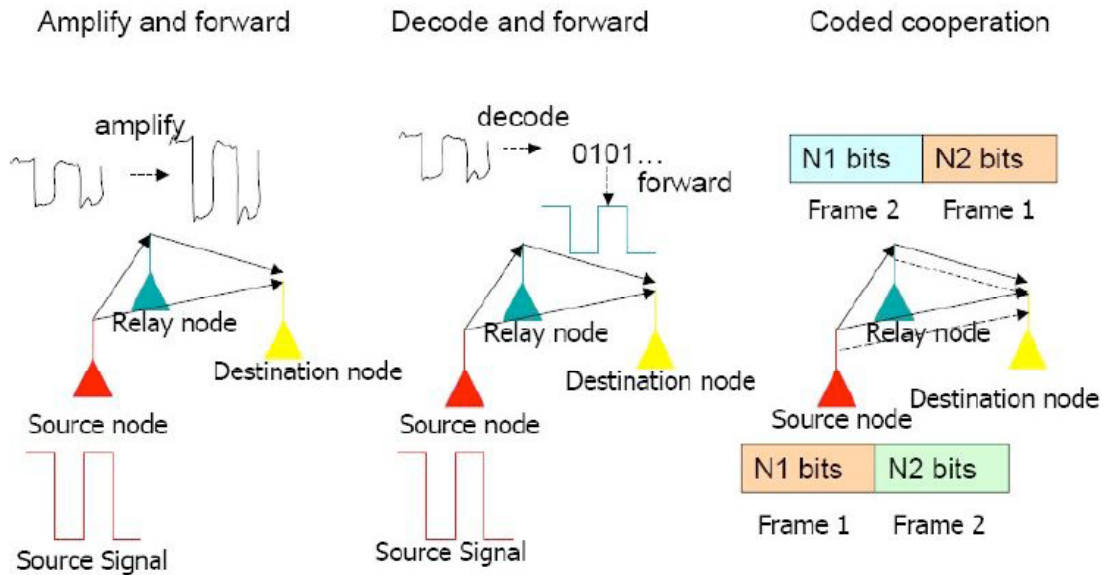 Amplify and forward
amplify
Relay node
Destination node
Source node
Source Signal
Decode and forward
decode
0101...
forward
Relay node
Destination node
Source node
Source Signal
Coded cooperation
N1 bits N2 bits
Frame 2 Frame 1
Relay node
Destination node
Source node
N1 bits N2 bits
Frame 1 Frame 2